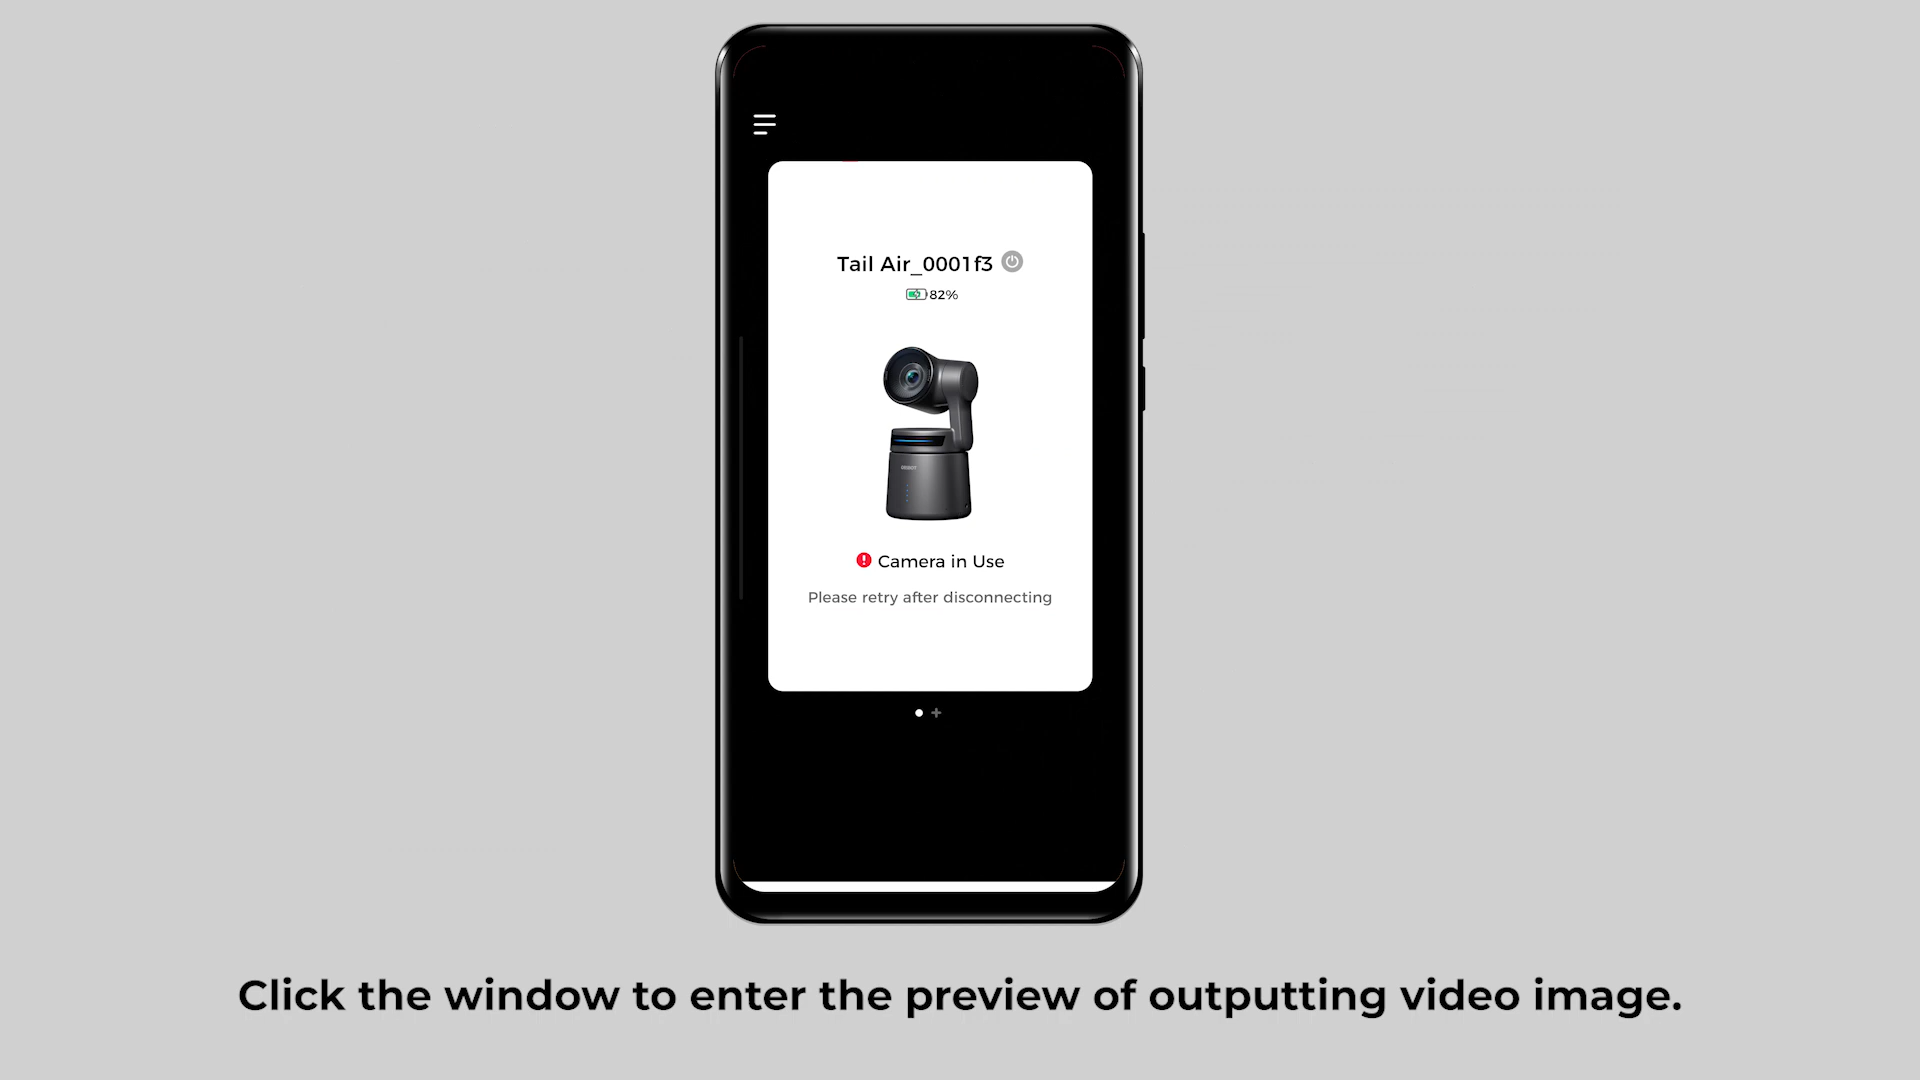 Tail Air_0001f3
82%
OBSBOT
Camera in Use
Please retry after disconnecting
Click the window to enter the preview of outputting video image.